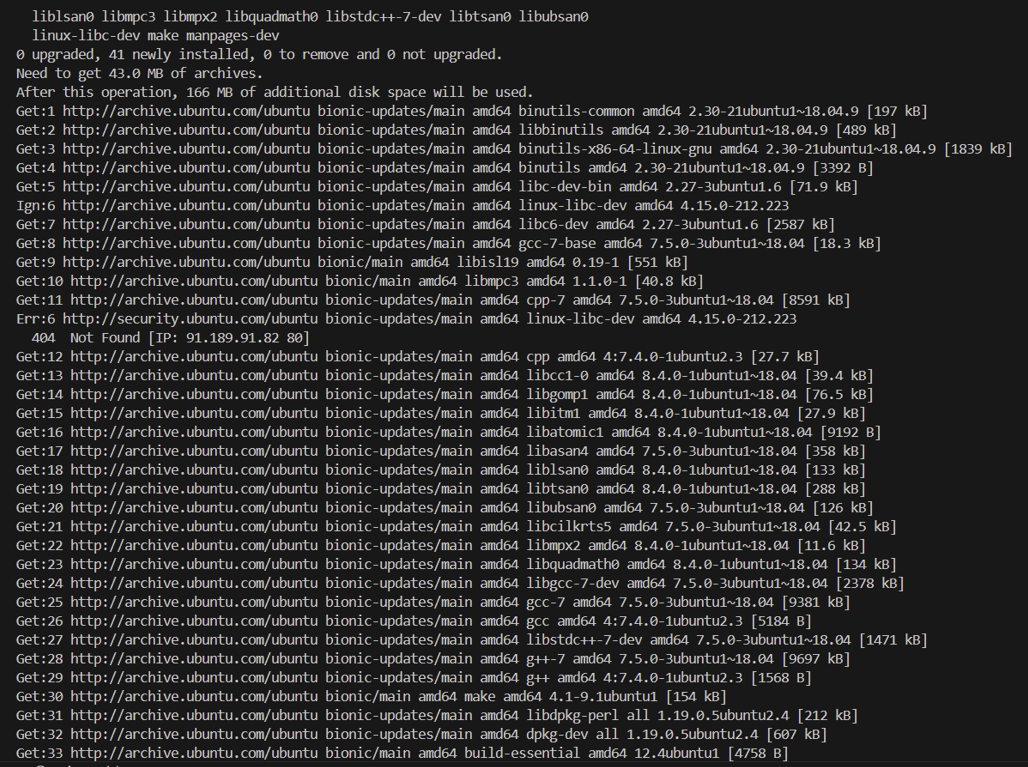 liblsan0 libmpc3 libmpx2 libquadmath0 libstdc++-7-dev libtsan0 libubsan0
linux-libc-dev make manpages-dev
0 upgraded, 41 newly installed, 0 to remove and 0 not upgraded.
Need to get 43.0 MB of archives.
After this operation, 166 MB of additional disk space will be used.
Get:1 http://archive.ubuntu.com/ubuntu bionic-updates/main amd64 binutils-common amd64 2.30-21ubuntu1~18.04.9 [197 kB]
Get:2 http://archive.ubuntu.com/ubuntu bionic-updates/main amd64 libbinutils amd64 2.30-21ubuntu1~18.04.9 [489 kB]
Get:3 http://archive.ubuntu.com/ubuntu bionic-updates/main amd64 binutils-x86-64-linux-gnu amd64 2.30-21ubuntu1~18.04.9 [1839 kB]
Get:4 http://archive.ubuntu.com/ubuntu bionic-updates/main amd64 binutils amd64 2.30-21ubuntu1~18.04.9 [3392 B]
Get:5 http://archive.ubuntu.com/ubuntu bionic-updates/main amd64 libc-dev-bin amd64 2.27-3ubuntu1.6 [71.9 kB]
Ign:6 http://archive.ubuntu.com/ubuntu bionic-updates/main amd64 linux-libc-dev amd64 4.15.0-212.223
Get:7 http://archive.ubuntu.com/ubuntu bionic-updates/main amd64 libc6-dev amd64 2.27-3ubuntu1.6 [2587 kB]
Get:8 http://archive.ubuntu.com/ubuntu bionic-updates/main amd64 gcc-7-base amd64 7.5.0-3ubuntu1~18.04 [18.3 kB]
Get:9 http://archive.ubuntu.com/ubuntu bionic/main amd64 libisl19 amd64 0.19-1 [551 kB]
Get:10 http://archive.ubuntu.com/ubuntu bionic/main amd64 libmpc3 amd64 1.1.0-1 [40.8 kB]
Get:11 http://archive.ubuntu.com/ubuntu bionic-updates/main amd64 cpp-7 amd64 7.5.0-3ubuntu1~18.04 [8591 kB]
Err:6 http://security.ubuntu.com/ubuntu bionic-updates/main amd64 linux-libc-dev amd64 4.15.0-212.223
404 Not Found [IP: 91.189.91.82 80]
Get:12 http://archive.ubuntu.com/ubuntu bionic-updates/main amd64 cpp amd64 4:7.4.0-1ubuntu2.3 [27.7 kB]
Get:13 http://archive.ubuntu.com/ubuntu bionic-updates/main amd64 libcc1-0 amd64 8.4.0-1ubuntu1~18.04 [39.4 kB]
Get:14 http://archive.ubuntu.com/ubuntu bionic-updates/main amd64 libgomp1 amd64 8.4.0-1ubuntu1~18.04 [76.5 kB]
Get:15 http://archive.ubuntu.com/ubuntu bionic-updates/main amd64 libitm1 amd64 8.4.0-1ubuntu1~18.04 [27.9 kB]
Get:16 http://archive.ubuntu.com/ubuntu bionic-updates/main amd64 libatomic1 amd64 8.4.0-1ubuntu1~18.04 [9192 B]
Get:17 http://archive.ubuntu.com/ubuntu bionic-updates/main amd64 libasan4 amd64 7.5.0-3ubuntu1~18.04 [358 kB]
Get:18 http://archive.ubuntu.com/ubuntu bionic-updates/main amd64 liblsan0 amd64 8.4.0-1ubuntu1~18.04 [133 kB]
Get:19 http://archive.ubuntu.com/ubuntu bionic-updates/main amd64 libtsan0 amd64 8.4.0-1ubuntu1~18.04 [288 kB]
Get:20 http://archive.ubuntu.com/ubuntu bionic-updates/main amd64 libubsan0 amd64 7.5.0-3ubuntu1~18.04 [126 kB]
Get:21 http://archive.ubuntu.com/ubuntu bionic-updates/main amd64 libcilkrts5 amd64 7.5.0-3ubuntu1~18.04 [42.5 kB]
Get:22 http://archive.ubuntu.com/ubuntu bionic-updates/main amd64 libmpx2 amd64 8.4.0-1ubuntu1~18.04 [11.6 kB]
Get:23 http://archive.ubuntu.com/ubuntu bionic-updates/main amd64 libquadmath0 amd64 8.4.0-1ubuntu1~18.04 [134 kB]
Get:24 http://archive.ubuntu.com/ubuntu bionic-updates/main amd64 libgcc-7-dev amd64 7.5.0-3ubuntu1~18.04 [2378 kB]
Get:25 http://archive.ubuntu.com/ubuntu bionic-updates/main amd64 gcc-7 amd64 7.5.0-3ubuntu1~18.04 [9381 kB]
Get:26 http://archive.ubuntu.com/ubuntu bionic-updates/main amd64 gcc amd64 4:7.4.0-1ubuntu2.3 [5184 B]
Get:27 http://archive.ubuntu.com/ubuntu bionic-updates/main amd64 libstdc++-7-dev amd64 7.5.0-3ubuntu1~18.04 [1471 kB]
Get:28 http://archive.ubuntu.com/ubuntu bionic-updates/main amd64 g++-7 amd64 7.5.0-3ubuntu1~18.04 [9697 kB]
Get:29 http://archive.ubuntu.com/ubuntu bionic-updates/main amd64 g++ amd64 4:7.4.0-1ubuntu2.3 [1568 B]
Get:30 http://archive.ubuntu.com/ubuntu bionic/main amd64 make amd64 4.1-9.1ubuntu1 [154 kB]
Get:31 http://archive.ubuntu.com/ubuntu bionic-updates/main amd64 libdpkg-perl all 1.19.0.5ubuntu2.4 [212 kB]
Get:32 http://archive.ubuntu.com/ubuntu bionic-updates/main amd64 dpkg-dev all 1.19.0.5ubuntu2.4 [607 kB]
Get:33 http://archive.ubuntu.com/ubuntu bionic/main amd64 build-essential amd64 12.4ubuntu1 [4758 B]